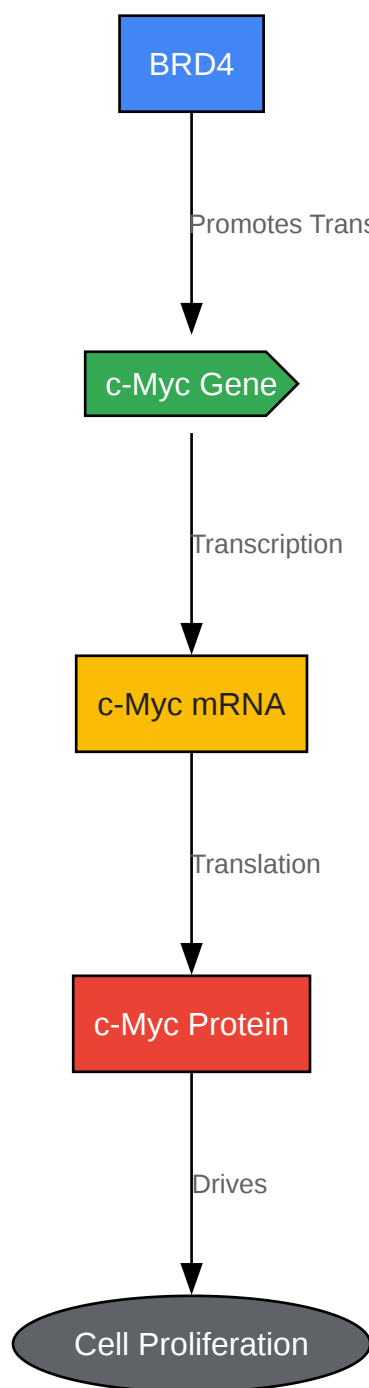 BRD4
Promotes Trans
c-Myc Gene
Transcription
c-Myc mRNA
Translation
c-Myc Protein
Drives
Cell Proliferation